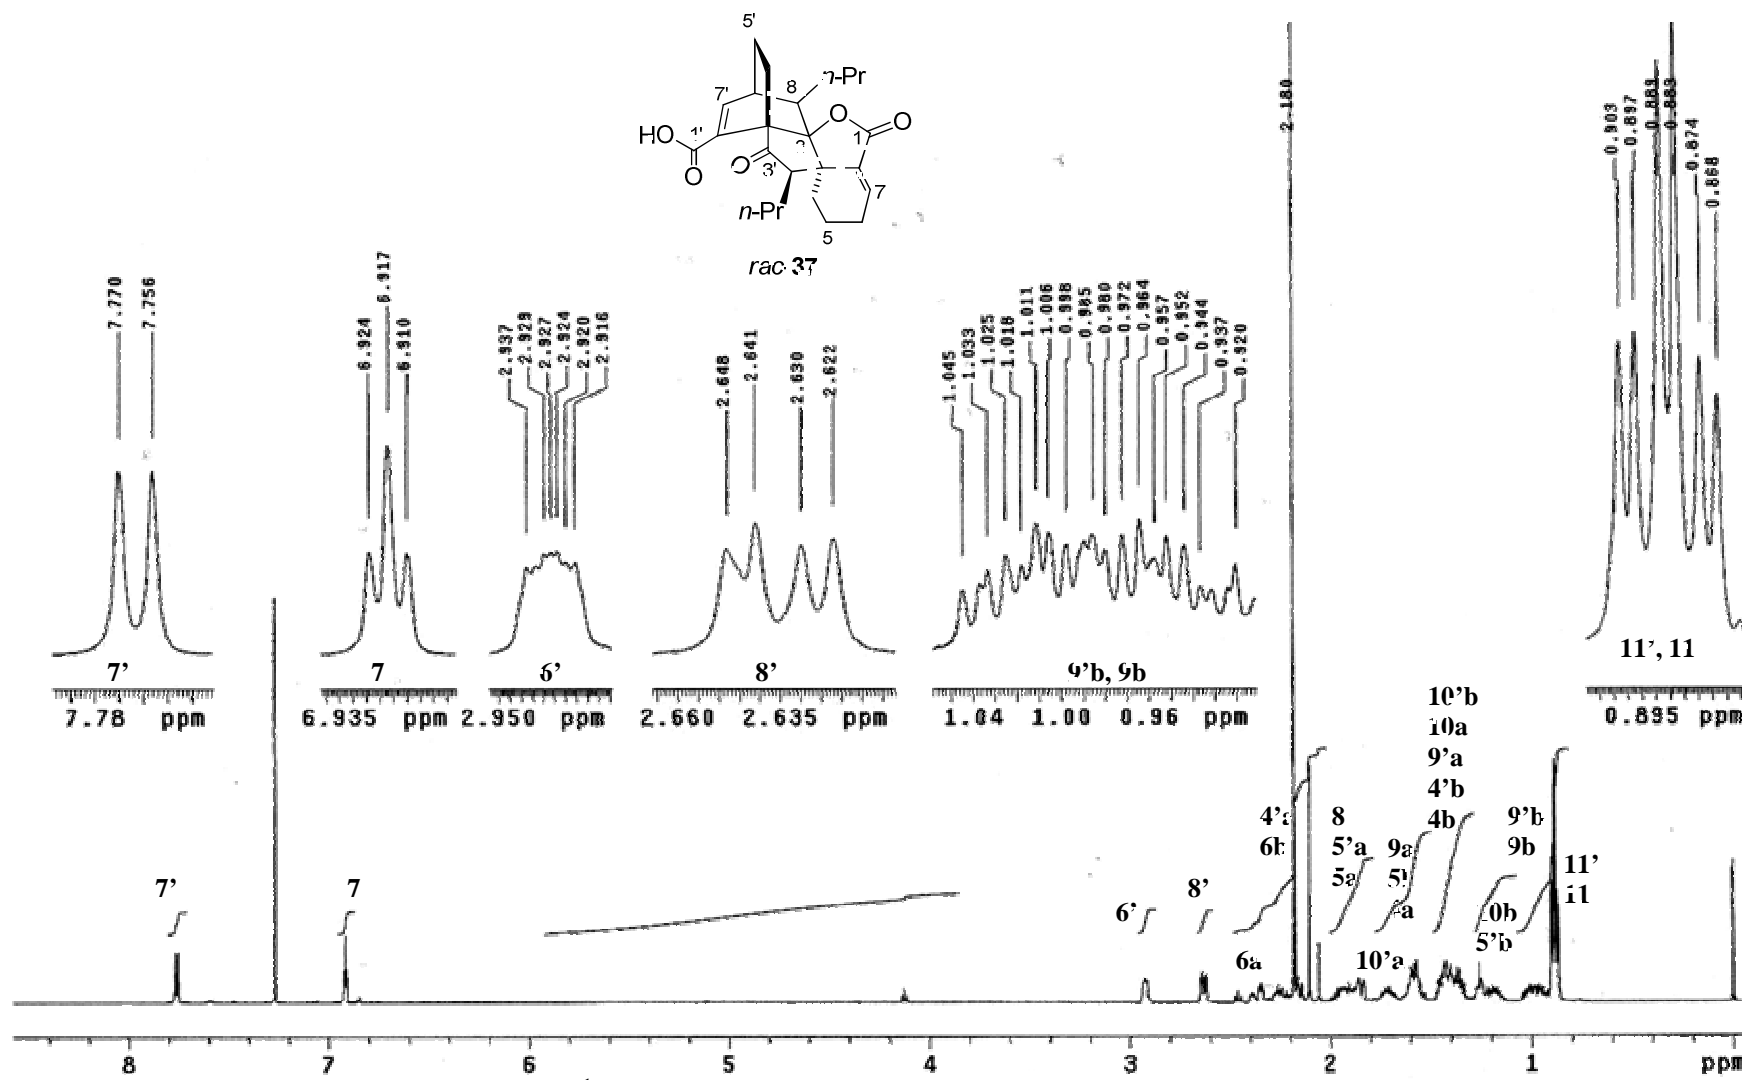 5'
n-Pr
8
7'
O
O
HO
1'
1
O
O
3'
7
n-Pr
5
rac-37
7.770
7.756
6.924
6.917
6.910
2.937
2.929
2.927
2.924
2.920
2.916
2.648
2.641
2.630
2.622
1.045
1.033
1.025
1.018
1.011
1.006
0.998
0.985
0.980
0.972
0.964
0.957
0.952
0.944
0.937
0.920
2.180
0.903
0.897
0.889
0.883
0.874
0.868
7’
7
6’
8’
9’b, 9b
11’, 11
7.78 ppm
6.935 ppm
2.950 ppm
2.660 2.635 ppm
1.04 1.00 0.96 ppm
0.895 ppm
10’b
10a
9’a
4’b
4b
4’a
6b
8
5’a
5a
9a
9’b
9b
11’
11
7’
7
6’
8’
6a
10’a
10b
5’b
8 7 6 5 4 3 2 1 ppm